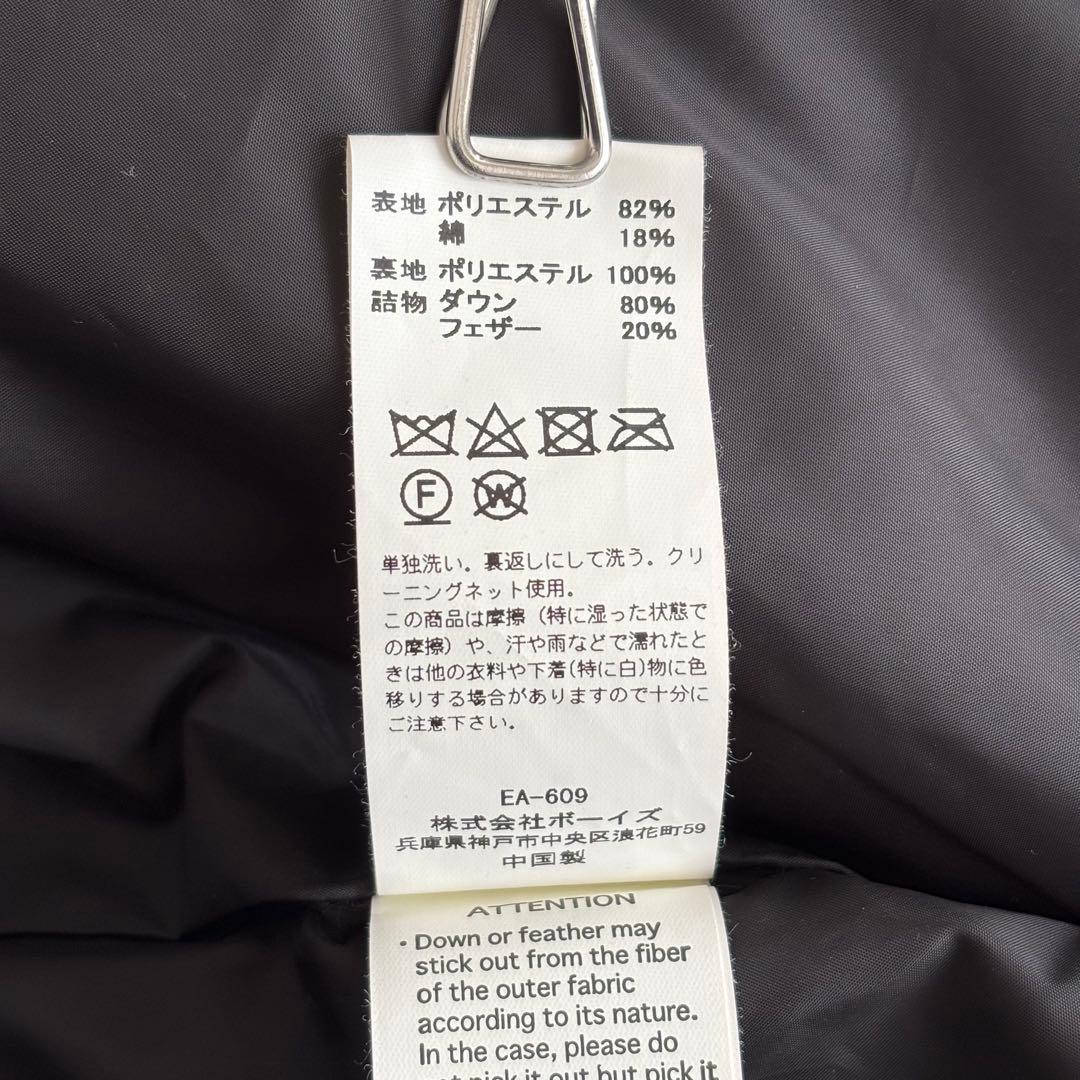 表地 ポリエステル 82%
綿 18%
裏地 ポリエステル 100%
詰物 ダウン 80%
フェザー 20%
F W
単独洗い。裏返しにして洗う。クリ
ーニングネット使用。
この商品は摩擦(特に湿った状態で
の摩擦)や、汗や雨などで濡れたと
きは他の衣料や下着(特に白)物に色
移りする場合がありますので十分に
ご注意下さい。
EA-609
株式会社ボーイズ
兵庫県神戸市中央区浪花町59
中国製
ATTENTION
・Down or feather may
stick out from the fiber
of the outer fabric
according to its nature.
In the case, please do
not pick it out but pick it